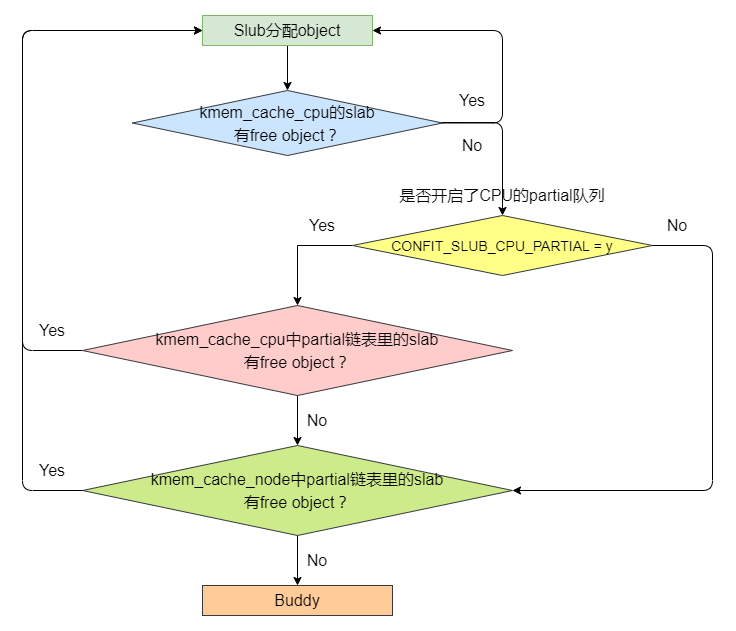 Slub分配object
Yes
kmem_cache_cpu的slab
有free object？
No
是否开启了CPU的partial队列
Yes
No
CONFIT_SLUB_CPU_PARTIAL = y
Yes
kmem_cache_cpu中partial链表里的slab
有free object？
No
Yes
kmem_cache_node中partial链表里的slab
有free object？
No
Buddy